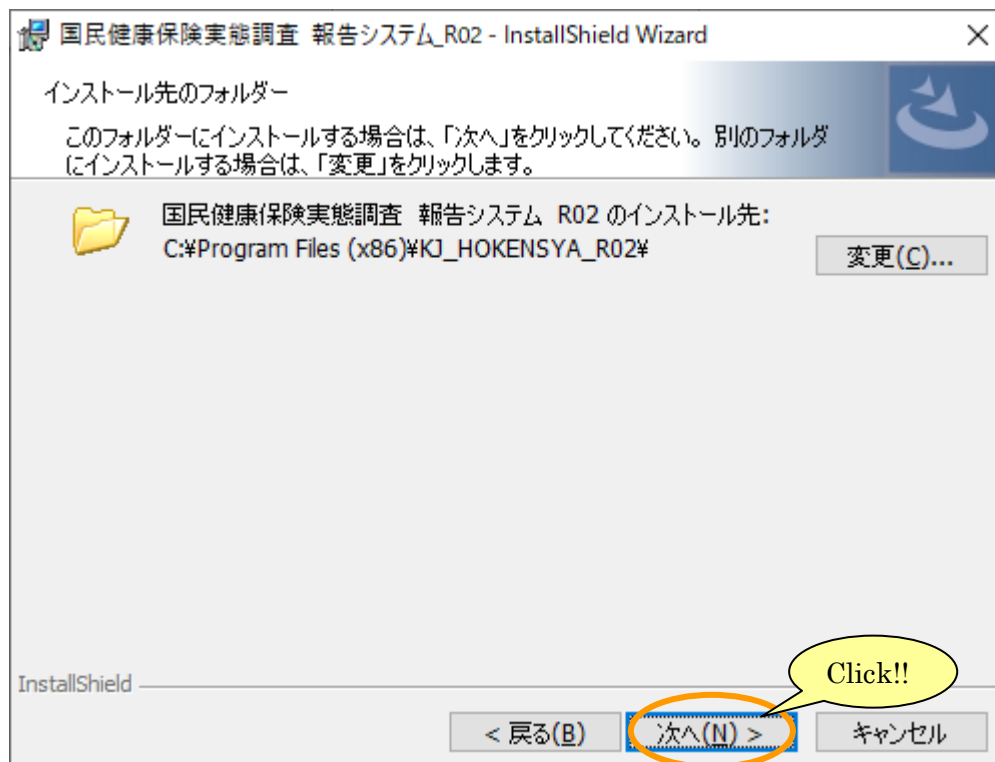 国民健康保険実態調査 報告システム_R02 - InstallShield Wizard
インストール先のフォルダー
このフォルダーにインストールする場合は、「次へ」をクリックしてください。別のフォルダ
にインストールする場合は、「変更」をクリックします。
国民健康保険実態調査 報告システム R02 のインストール先:
C:¥Program Files (x86)¥KJ_HOKENSYA_R02¥
変更(C)...
Click!!
InstallShield
< 戻る(B)
次へ(N) >
キャンセル